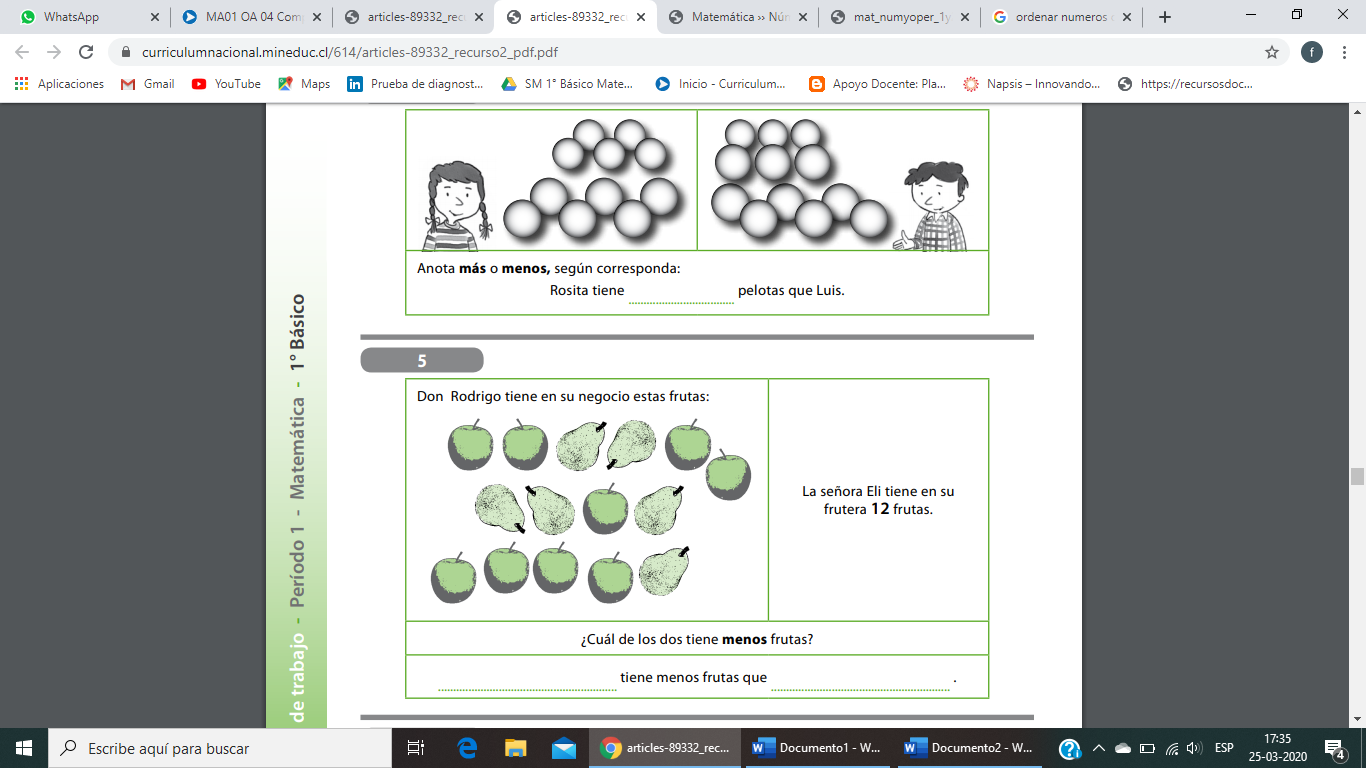 WhatsApp
MA01 OA 04 Com
articles-89332_recu
articles-89332_recu
Matemática ›› Núm
mat_numyoper_1y
ordenar numeros
curriculumnacional.mineduc.cl/614/articles-89332_recurso2_pdf.pdf
f
Aplicaciones
Gmail
YouTube
Maps
Prueba de diagnost...
SM 1° Básico Mate...
Inicio - Curriculum...
Apoyo Docente: Pla...
Napsis – Innovando...
https://recursosdoc...
Anota más o menos, según corresponda:
Rosita tiene pelotas que Luis.
5
Don Rodrigo tiene en su negocio estas frutas:
La señora Eli tiene en su
frutera 12 frutas.
¿Cuál de los dos tiene menos frutas?
tiene menos frutas que .
de trabajo - Período 1 - Matemática - 1° Básico
Escribe aquí para buscar
articles-89332_rec...
Documento1 - W...
Documento2 - W...
ESP
17:35
25-03-2020
4